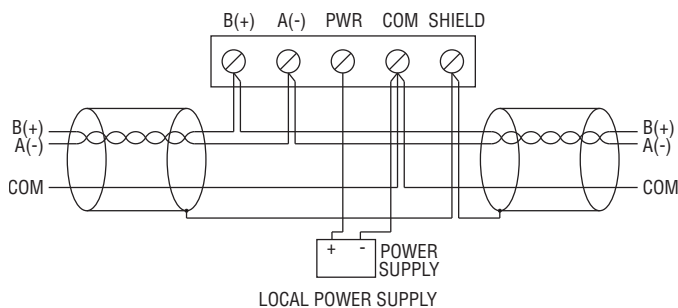 B(+) A(-) PWR COM SHIELD
B(+) B(+)
A(-) A(-)
COM COM
+ - POWER
SUPPLY
LOCAL POWER SUPPLY